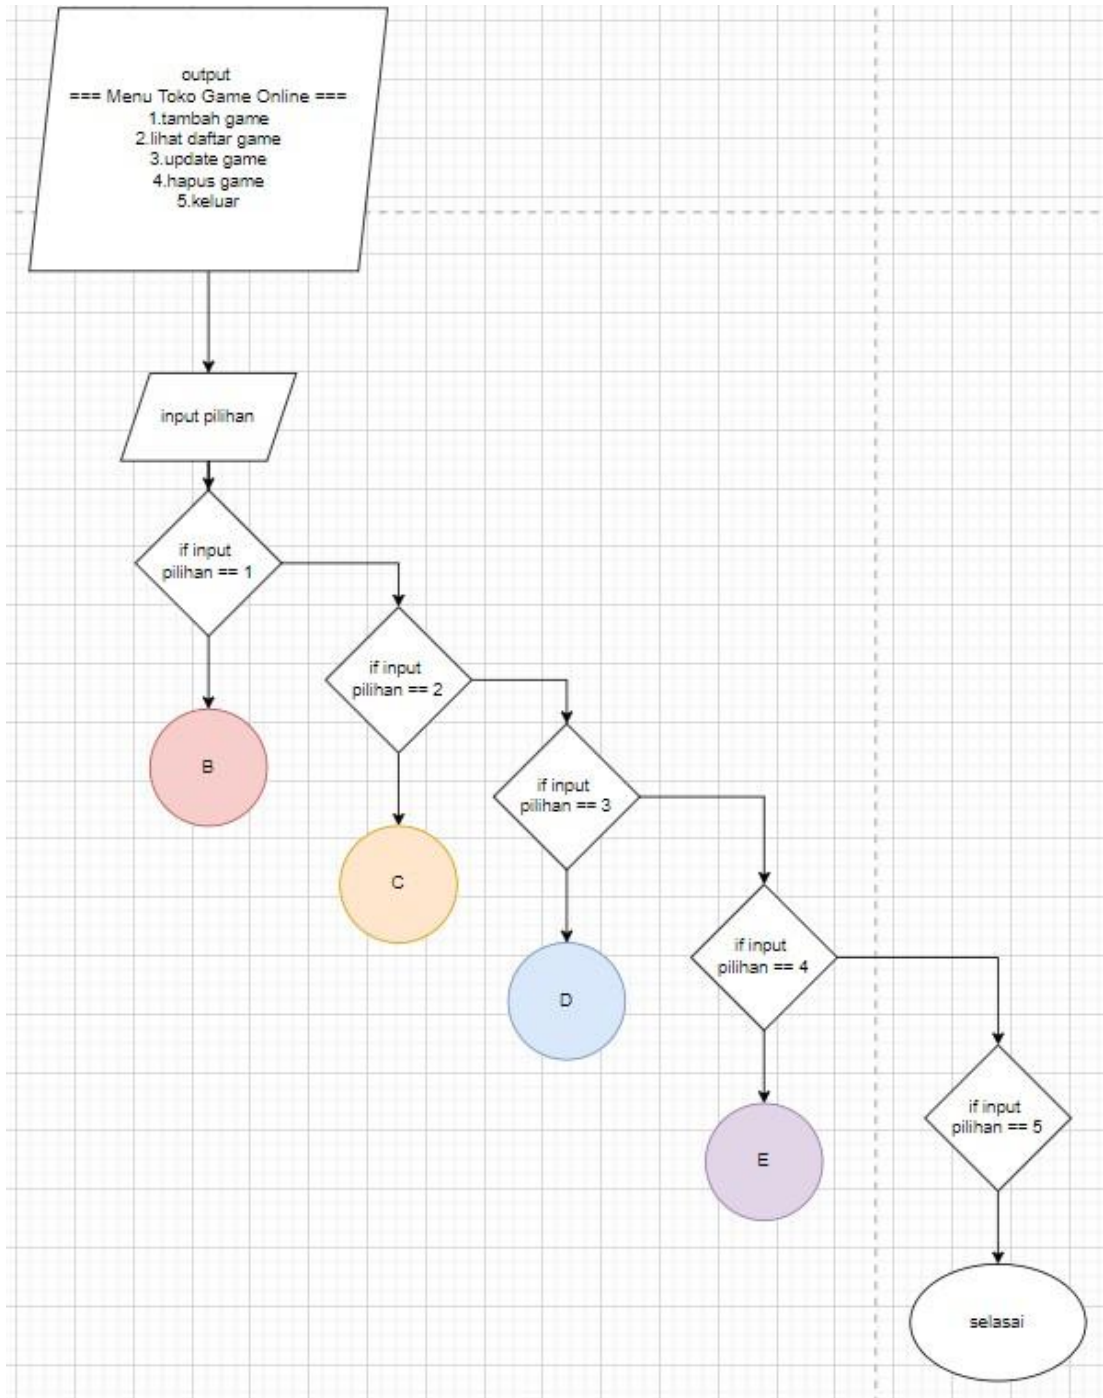 output
=== Menu Toko Game Online ===
1.tambah game
2.lihat daftar game
3.update game
4.hapus game
5.keluar
input pilihan
if input
pilihan == 1
B
if input
pilihan == 2
C
if input
pilihan == 3
D
if input
pilihan == 4
E
if input
pilihan == 5
selasai